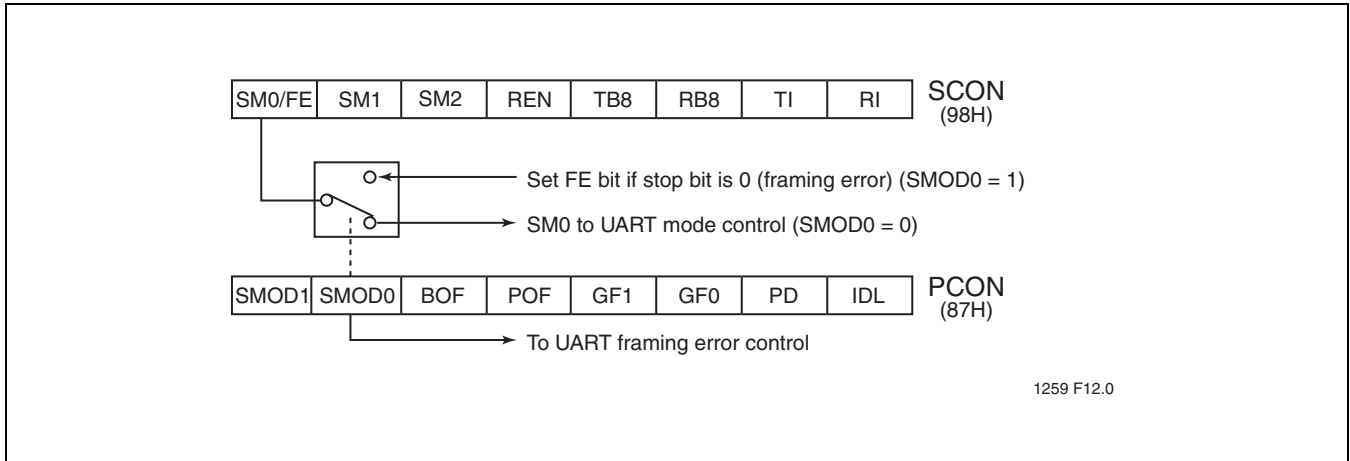 SM0/FE SM1 SM2 REN TB8 RB8 TI RI SCON
(98H)
Set FE bit if stop bit is 0 (framing error) (SMOD0 = 1)
SM0 to UART mode control (SMOD0 = 0)
SMOD1 SMOD0 BOF POF GF1 GF0 PD IDL PCON
(87H)
To UART framing error control
1259 F12.0